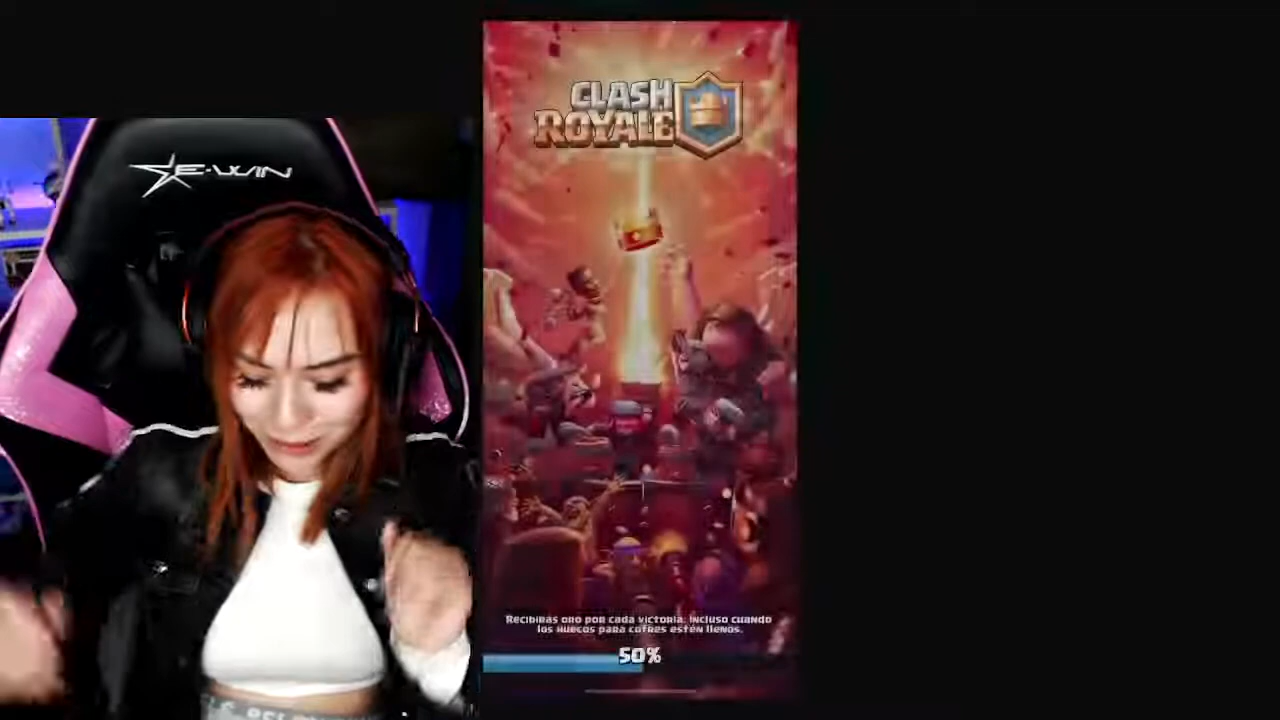 E-WIN
CLASH
ROYALE
RECIBIRÁS ORO POR CADA VICTORIA, INCLUSO CUANDO
LOS HUECOS PARA COFRES ESTÉN LLENOS.
50%